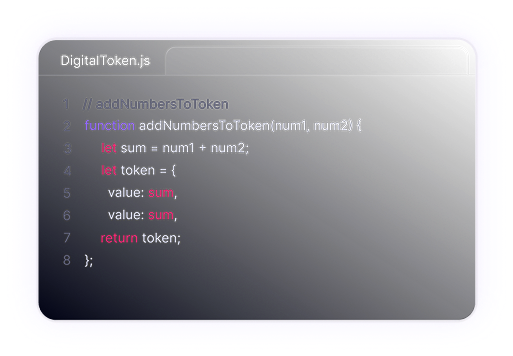 DigitalToken.js
1 // addNumbersToToken
2 function addNumbersToToken(num1, num2) {
3 let sum = num1 + num2;
4 let token = {
5 value: sum,
6 value: sum,
7 return token;
8 };